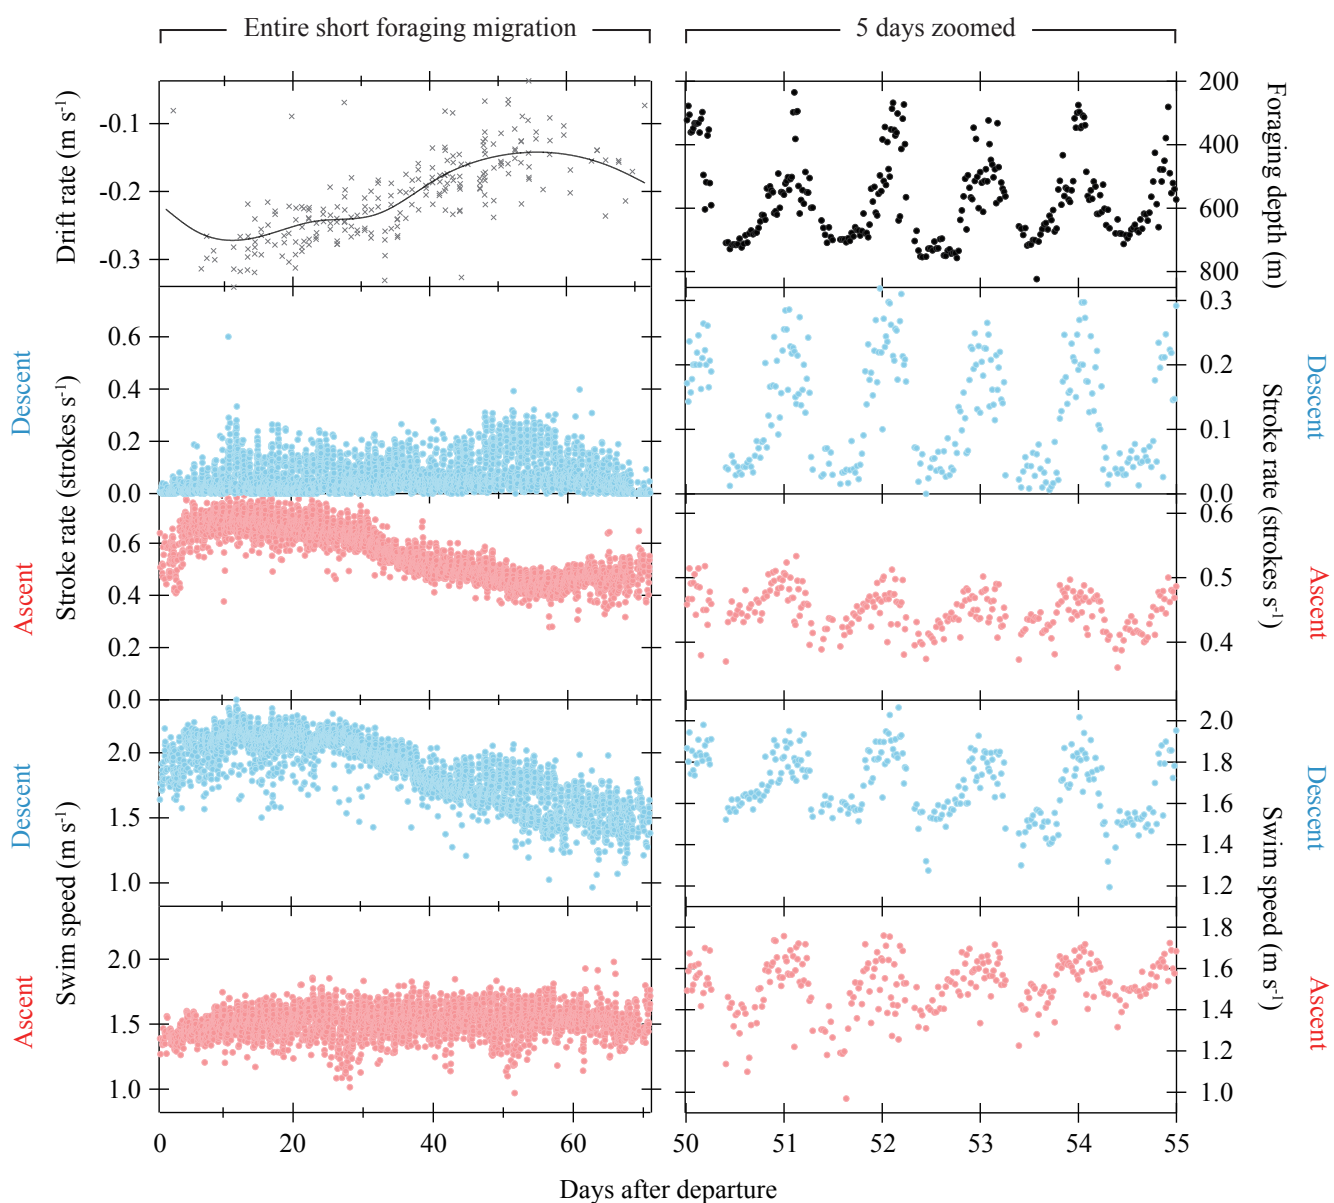 Entire short foraging migration
5 days zoomed
Drift rate (m s-1)
-0.1
-0.2
-0.3
0
20
40
60
200
400
600
800
Foraging depth (m)
Descent
Ascent
Stroke rate (strokes s-1)
0.6
0.4
0.2
0.0
0.6
0.4
0.2
0.0
0.3
0.2
0.1
0.0
0.6
0.5
0.4
Stroke rate (strokes s-1)
Descent
Ascent
Descent
Ascent
Swim speed (m s-1)
2.0
1.5
1.0
2.0
1.5
1.0
2.0
1.8
1.6
1.4
1.2
1.8
1.6
1.4
1.2
1.0
Swim speed (m s-1)
Descent
Ascent
0 20 40 60
50 51 52 53 54 55
Days after departure